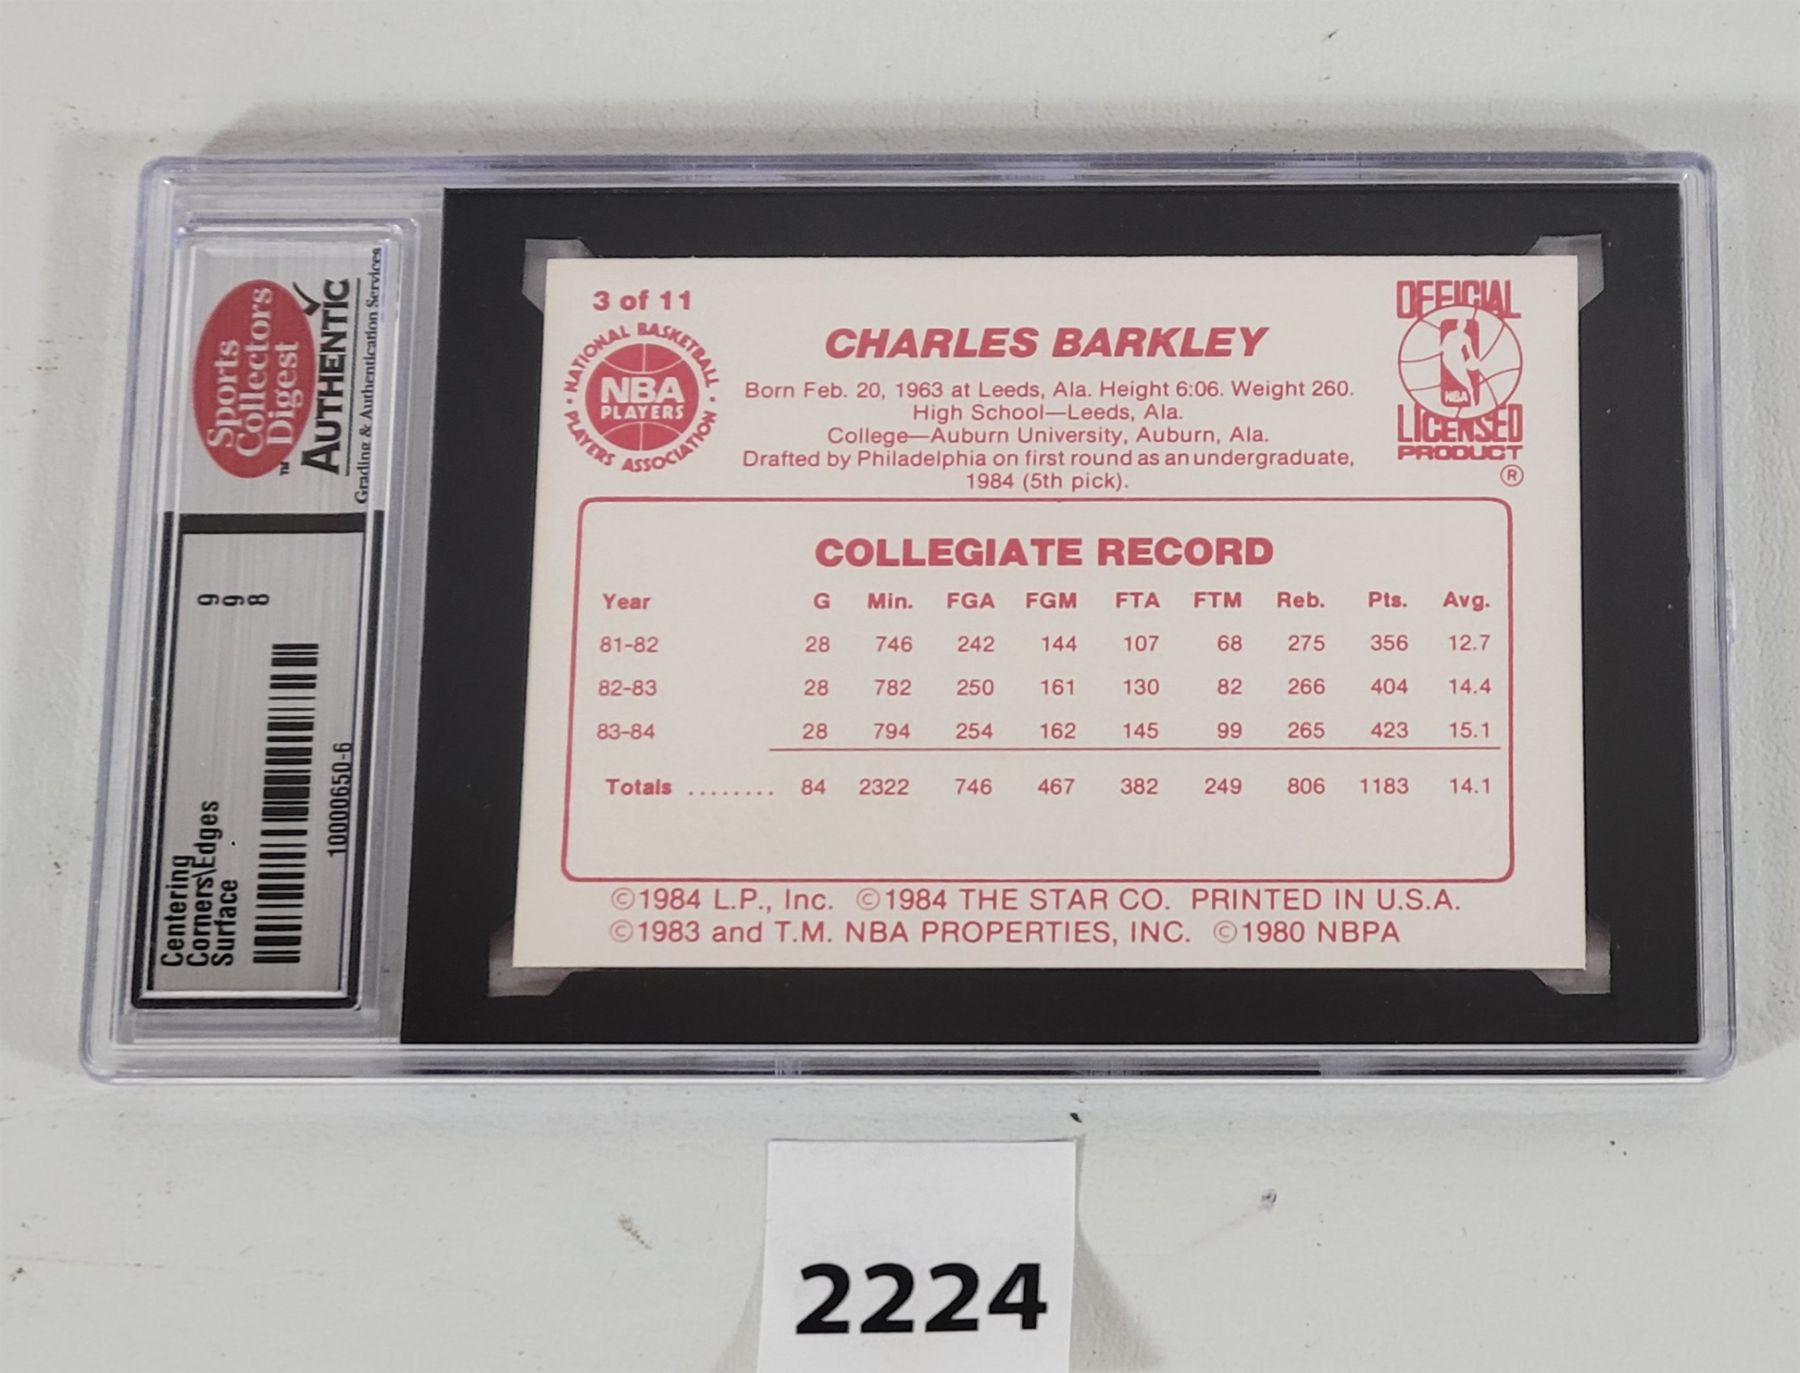 Sports
Collectors
Digest
™
AUTHENTIC
Grading & Authentication Services
Centering 9
Corners\Edges 9
Surface 8
10000650-6
3 of 11
NATIONAL BASKETBALL
NBA
PLAYERS
PLAYERS ASSOCIATION
CHARLES BARKLEY
Born Feb. 20, 1963 at Leeds, Ala. Height 6:06. Weight 260.
High School—Leeds, Ala.
College—Auburn University, Auburn, Ala.
Drafted by Philadelphia on first round as an undergraduate,
1984 (5th pick).
OFFICIAL
NBA
LICENSED
PRODUCT
®
COLLEGIATE RECORD
Year G Min. FGA FGM FTA FTM Reb. Pts. Avg.
81-82 28 746 242 144 107 68 275 356 12.7
82-83 28 782 250 161 130 82 266 404 14.4
83-84 28 794 254 162 145 99 265 423 15.1
Totals ........ 84 2322 746 467 382 249 806 1183 14.1
©1984 L.P., Inc. ©1984 THE STAR CO. PRINTED IN U.S.A.
©1983 and T.M. NBA PROPERTIES, INC. ©1980 NBPA
2224